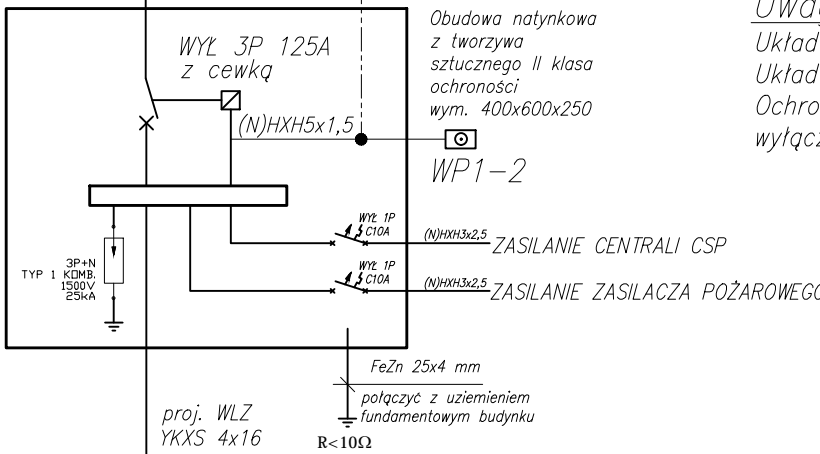 WYŁ 3P 125A
z cewką
Obudowa natynkowa
z tworzywa
sztucznego II klasa
ochroności
wym. 400x600x250
Układ
Układ
Ochro
wyłącz
(N)HXH5x1,5
WP1-2
WYŁ 1P
C10A
(N)HXH3x2,5
ZASILANIE CENTRALI CSP
3P+N
TYP 1 KOMB.
1500V
25kA
WYŁ 1P
C10A
(N)HXH3x2,5
ZASILANIE ZASILACZA POŻAROWEGO
FeZn 25x4 mm
połączyć z uziemieniem
fundamentowym budynku
R<10Ω
proj. WLZ
YKXS 4x16